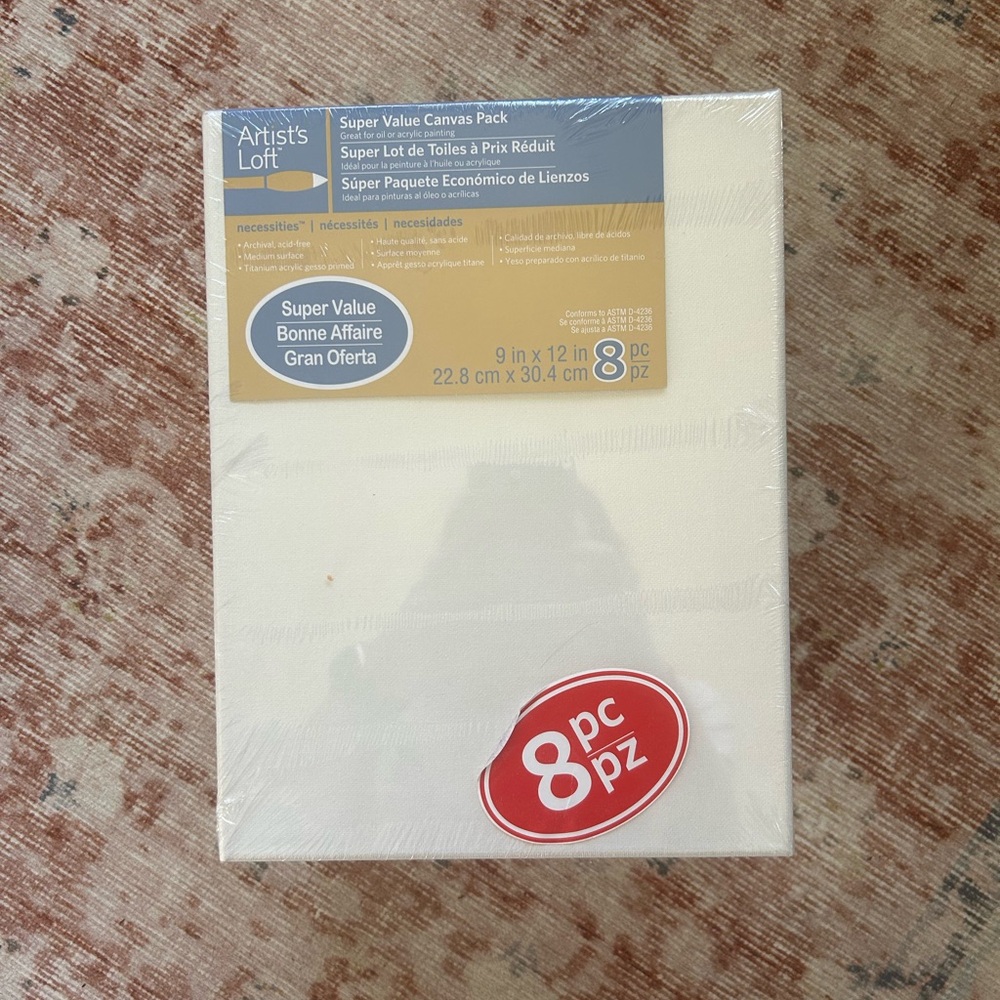 Artist's
Loft™
Super Value Canvas Pack
Great for oil or acrylic painting
Super Lot de Toiles à Prix Réduit
Idéal pour la peinture à l'huile ou acrylique
Súper Paquete Económico de Lienzos
Ideal para pinturas al óleo o acrílicas
necessities™ | nécessités | necesidades
• Archival, acid-free
• Medium surface
• Titanium acrylic gesso primed
• Haute qualité, sans acide
• Surface moyenne
• Apprêt gesso acrylique titane
• Calidad de archivo, libre de ácidos
• Superficie mediana
• Yeso preparado con acrílico de titanio
Super Value
Bonne Affaire
Gran Oferta
Conforms to ASTM D-4236
Se conforme à ASTM D-4236
Se ajusta a ASTM D-4236
9 in x 12 in
22.8 cm x 30.4 cm
8 pc
pz
8 pc
pz